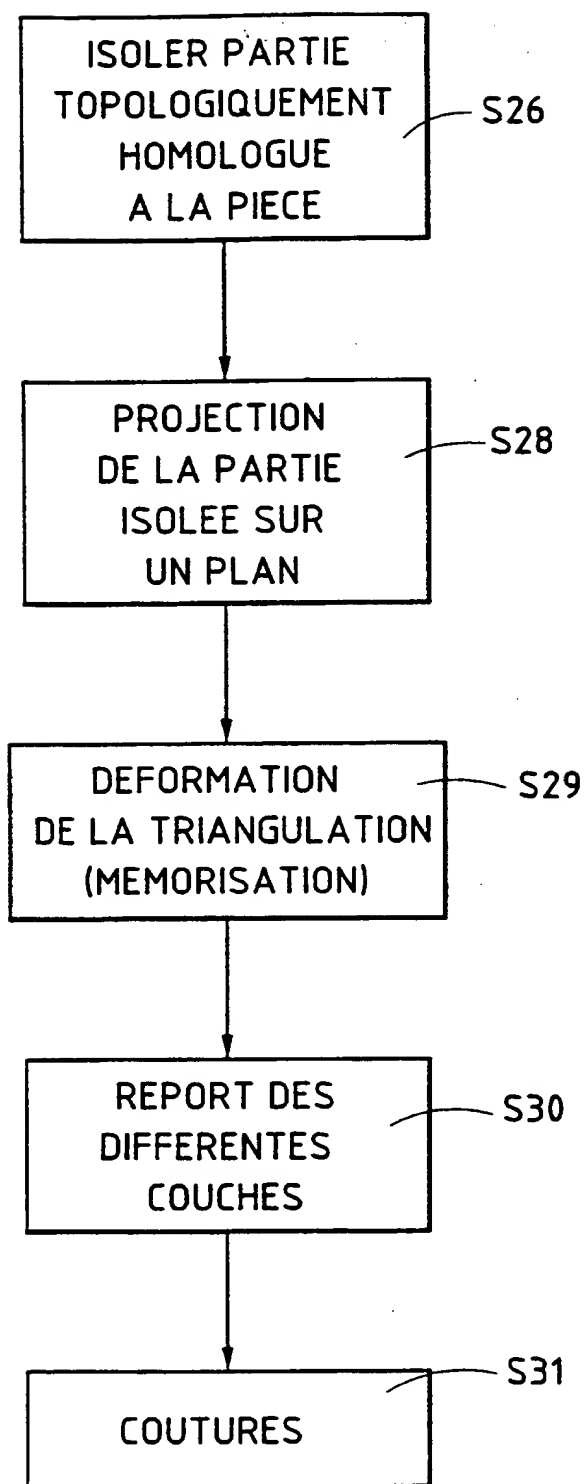 ISOLER PARTIE
TOPOLOGIQUEMENT
HOMOLOGUE
A LA PIECE
S26
PROJECTION
DE LA PARTIE
ISOLEE SUR
UN PLAN
S28
DEFORMATION
DE LA TRIANGULATION
(MEMORISATION)
S29
REPORT DES
DIFFERENTES
COUCHES
S30
COUTURES
S31